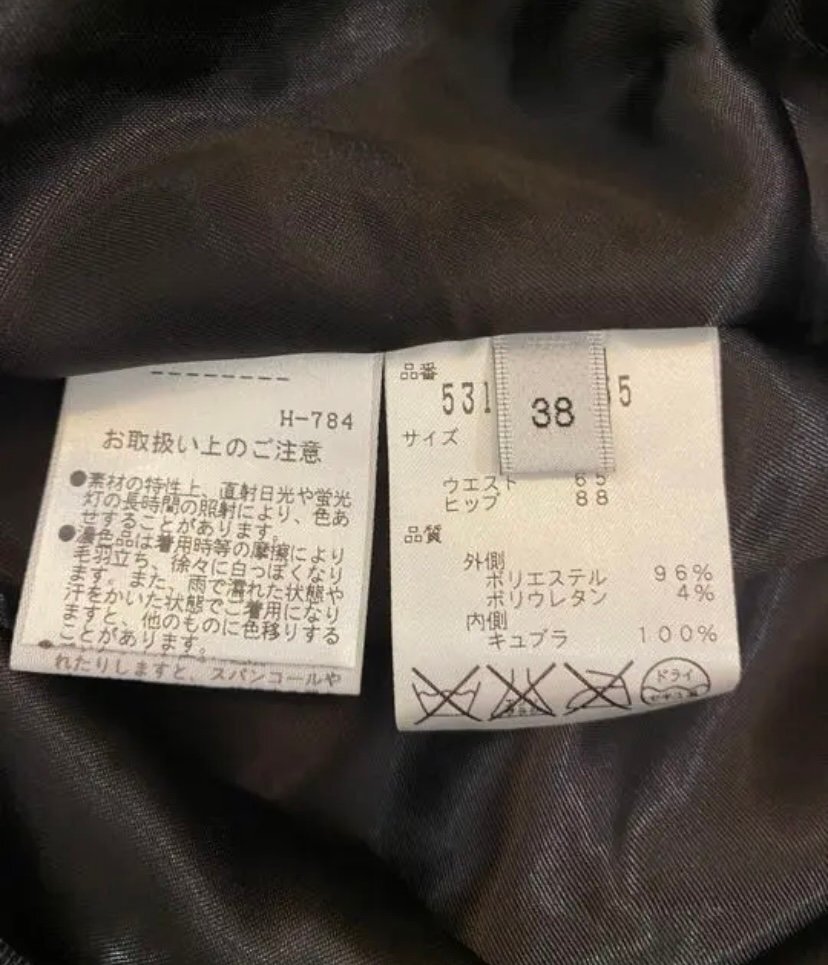 H-784
お取扱い上のご注意
●素材の特性上、直射日光や蛍光
灯の長時間の照射により、色あ
せすることがあります。
●濃色品は着用時等の摩擦により
毛羽立ち、徐々に白っぽくなり
ます。また、雨で濡れた状態や
汗をかいた状態でご着用になり
ますと、他のものに色移りする
ことがあります。
れたりしますと、スパンコールや
品番
531
5
38
サイズ
ウエスト 65
ヒップ 88
品質
外側
ポリエステル 96%
ポリウレタン 4%
内側
キュプラ 100%
ドライ